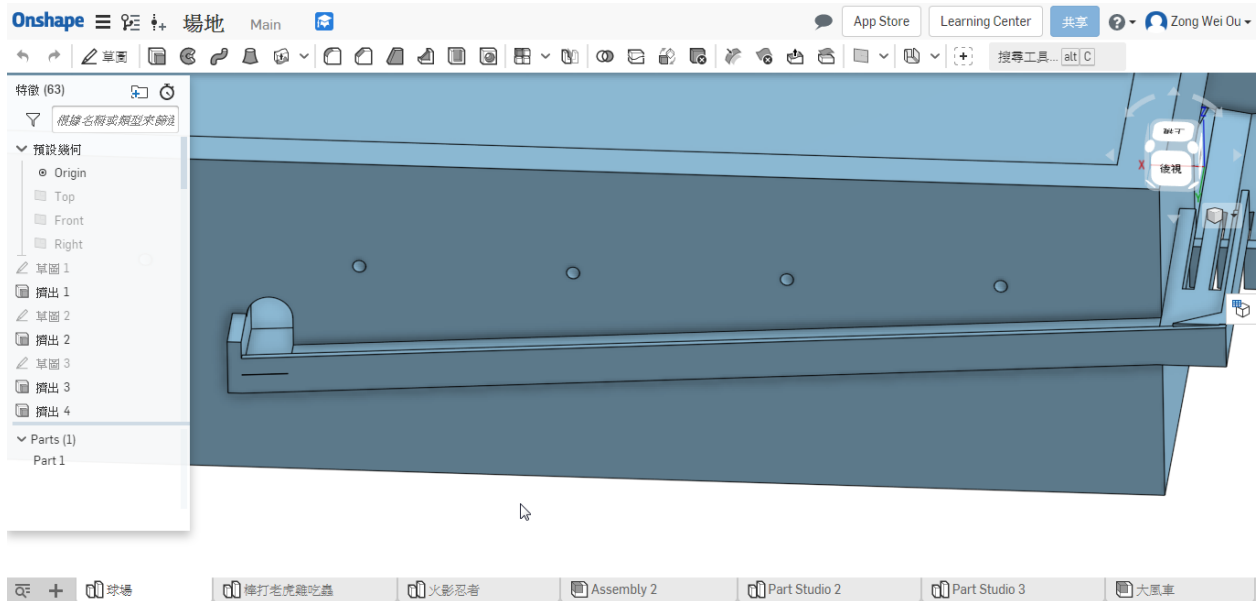 Onshape 場地 Main App Store Learning Center 共享 Zong Wei Ou
草圖 搜尋工具... alt C
特徵 (63)
根據名稱或類型來篩選
預設幾何
Origin
Top
Front
Right
草圖 1
擠出 1
草圖 2
擠出 2
草圖 3
擠出 3
擠出 4
Parts (1)
Part 1
後視
X
球場 棒打老虎雞吃蟲 火影忍者 Assembly 2 Part Studio 2 Part Studio 3 大風車